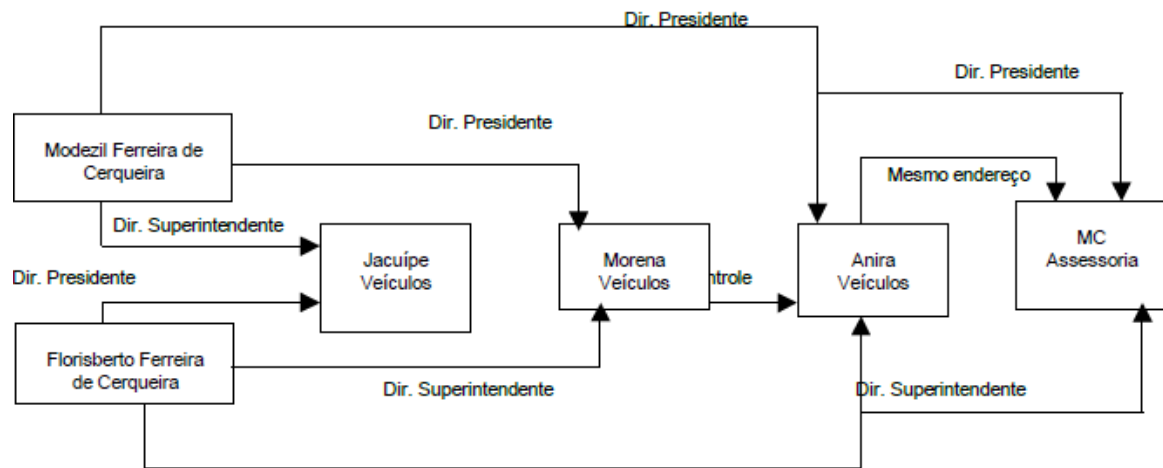 Dir. Presidente
Dir. Presidente
Dir. Presidente
Modezil Ferreira de
Cerqueira
Mesmo endereço
Dir. Superintendente
MC
Assessoria
Jacuípe
Veículos
Morena
Veículos
Anira
Veículos
Dir. Presidente
ntrole
Florisberto Ferreira
de Cerqueira
Dir. Superintendente
Dir. Superintendente